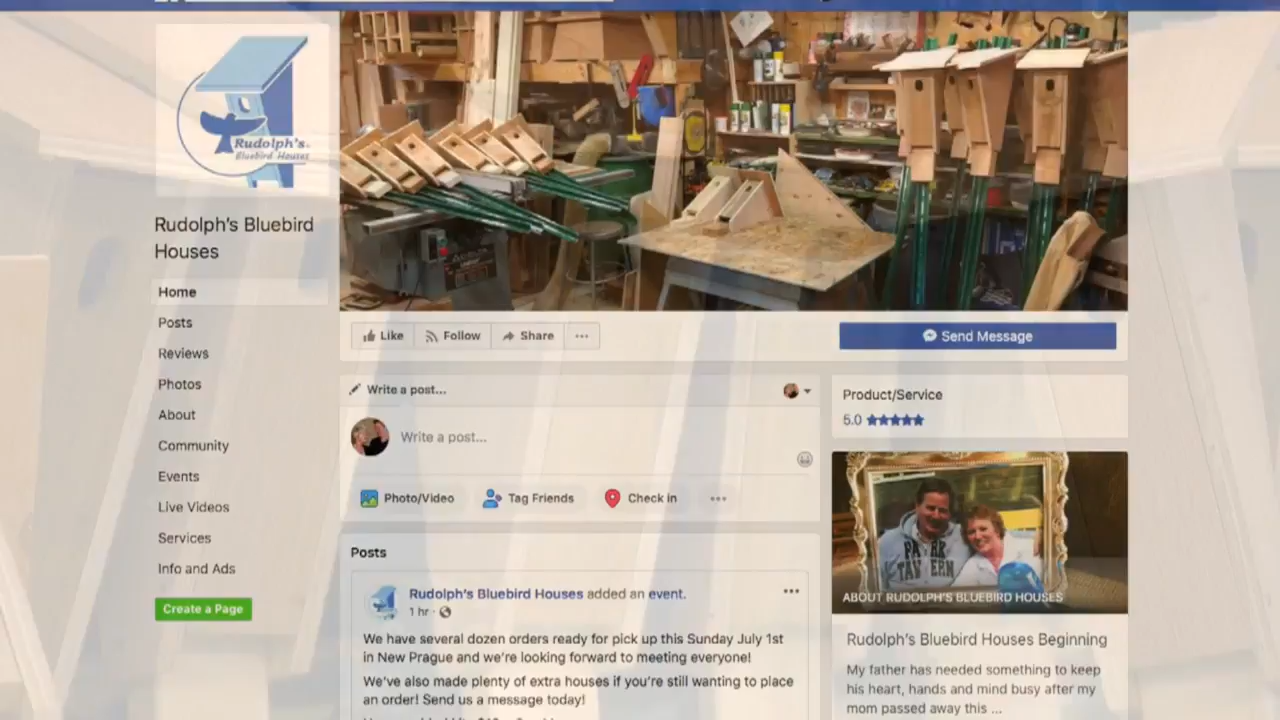 Rudolph's
Bluebird Houses
Rudolph's Bluebird
Houses
Home
Posts
Reviews
Photos
About
Community
Events
Live Videos
Services
Info and Ads
Create a Page
Like
Follow
Share
Send Message
Write a post...
Write a post...
Photo/Video
Tag Friends
Check in
Posts
Rudolph's Bluebird Houses added an event.
1 hr ·
We have several dozen orders ready for pick up this Sunday July 1st
in New Prague and we're looking forward to meeting everyone!
We've also made plenty of extra houses if you're still wanting to place
an order! Send us a message today!
Product/Service
5.0
PARK
TAVERN
ABOUT RUDOLPH'S BLUEBIRD HOUSES
Rudolph's Bluebird Houses Beginning
My father has needed something to keep
his heart, hands and mind busy after my
mom passed away this ...